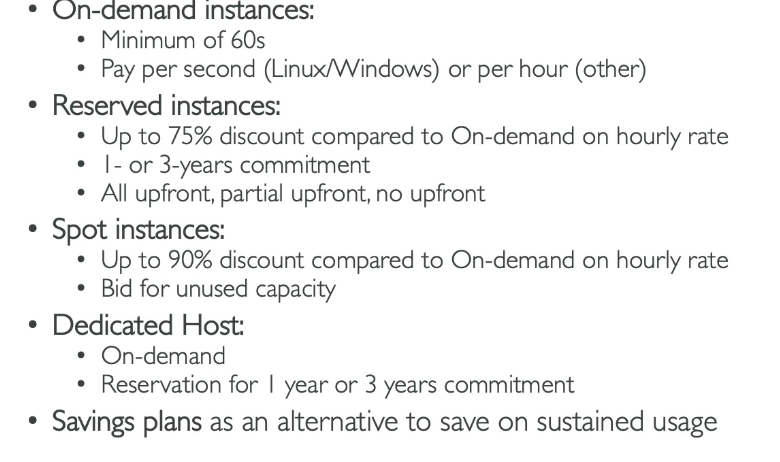 • On-demand instances:
• Minimum of 60s
• Pay per second (Linux/Windows) or per hour (other)
• Reserved instances:
• Up to 75% discount compared to On-demand on hourly rate
• 1- or 3-years commitment
• All upfront, partial upfront, no upfront
• Spot instances:
• Up to 90% discount compared to On-demand on hourly rate
• Bid for unused capacity
• Dedicated Host:
• On-demand
• Reservation for 1 year or 3 years commitment
• Savings plans as an alternative to save on sustained usage